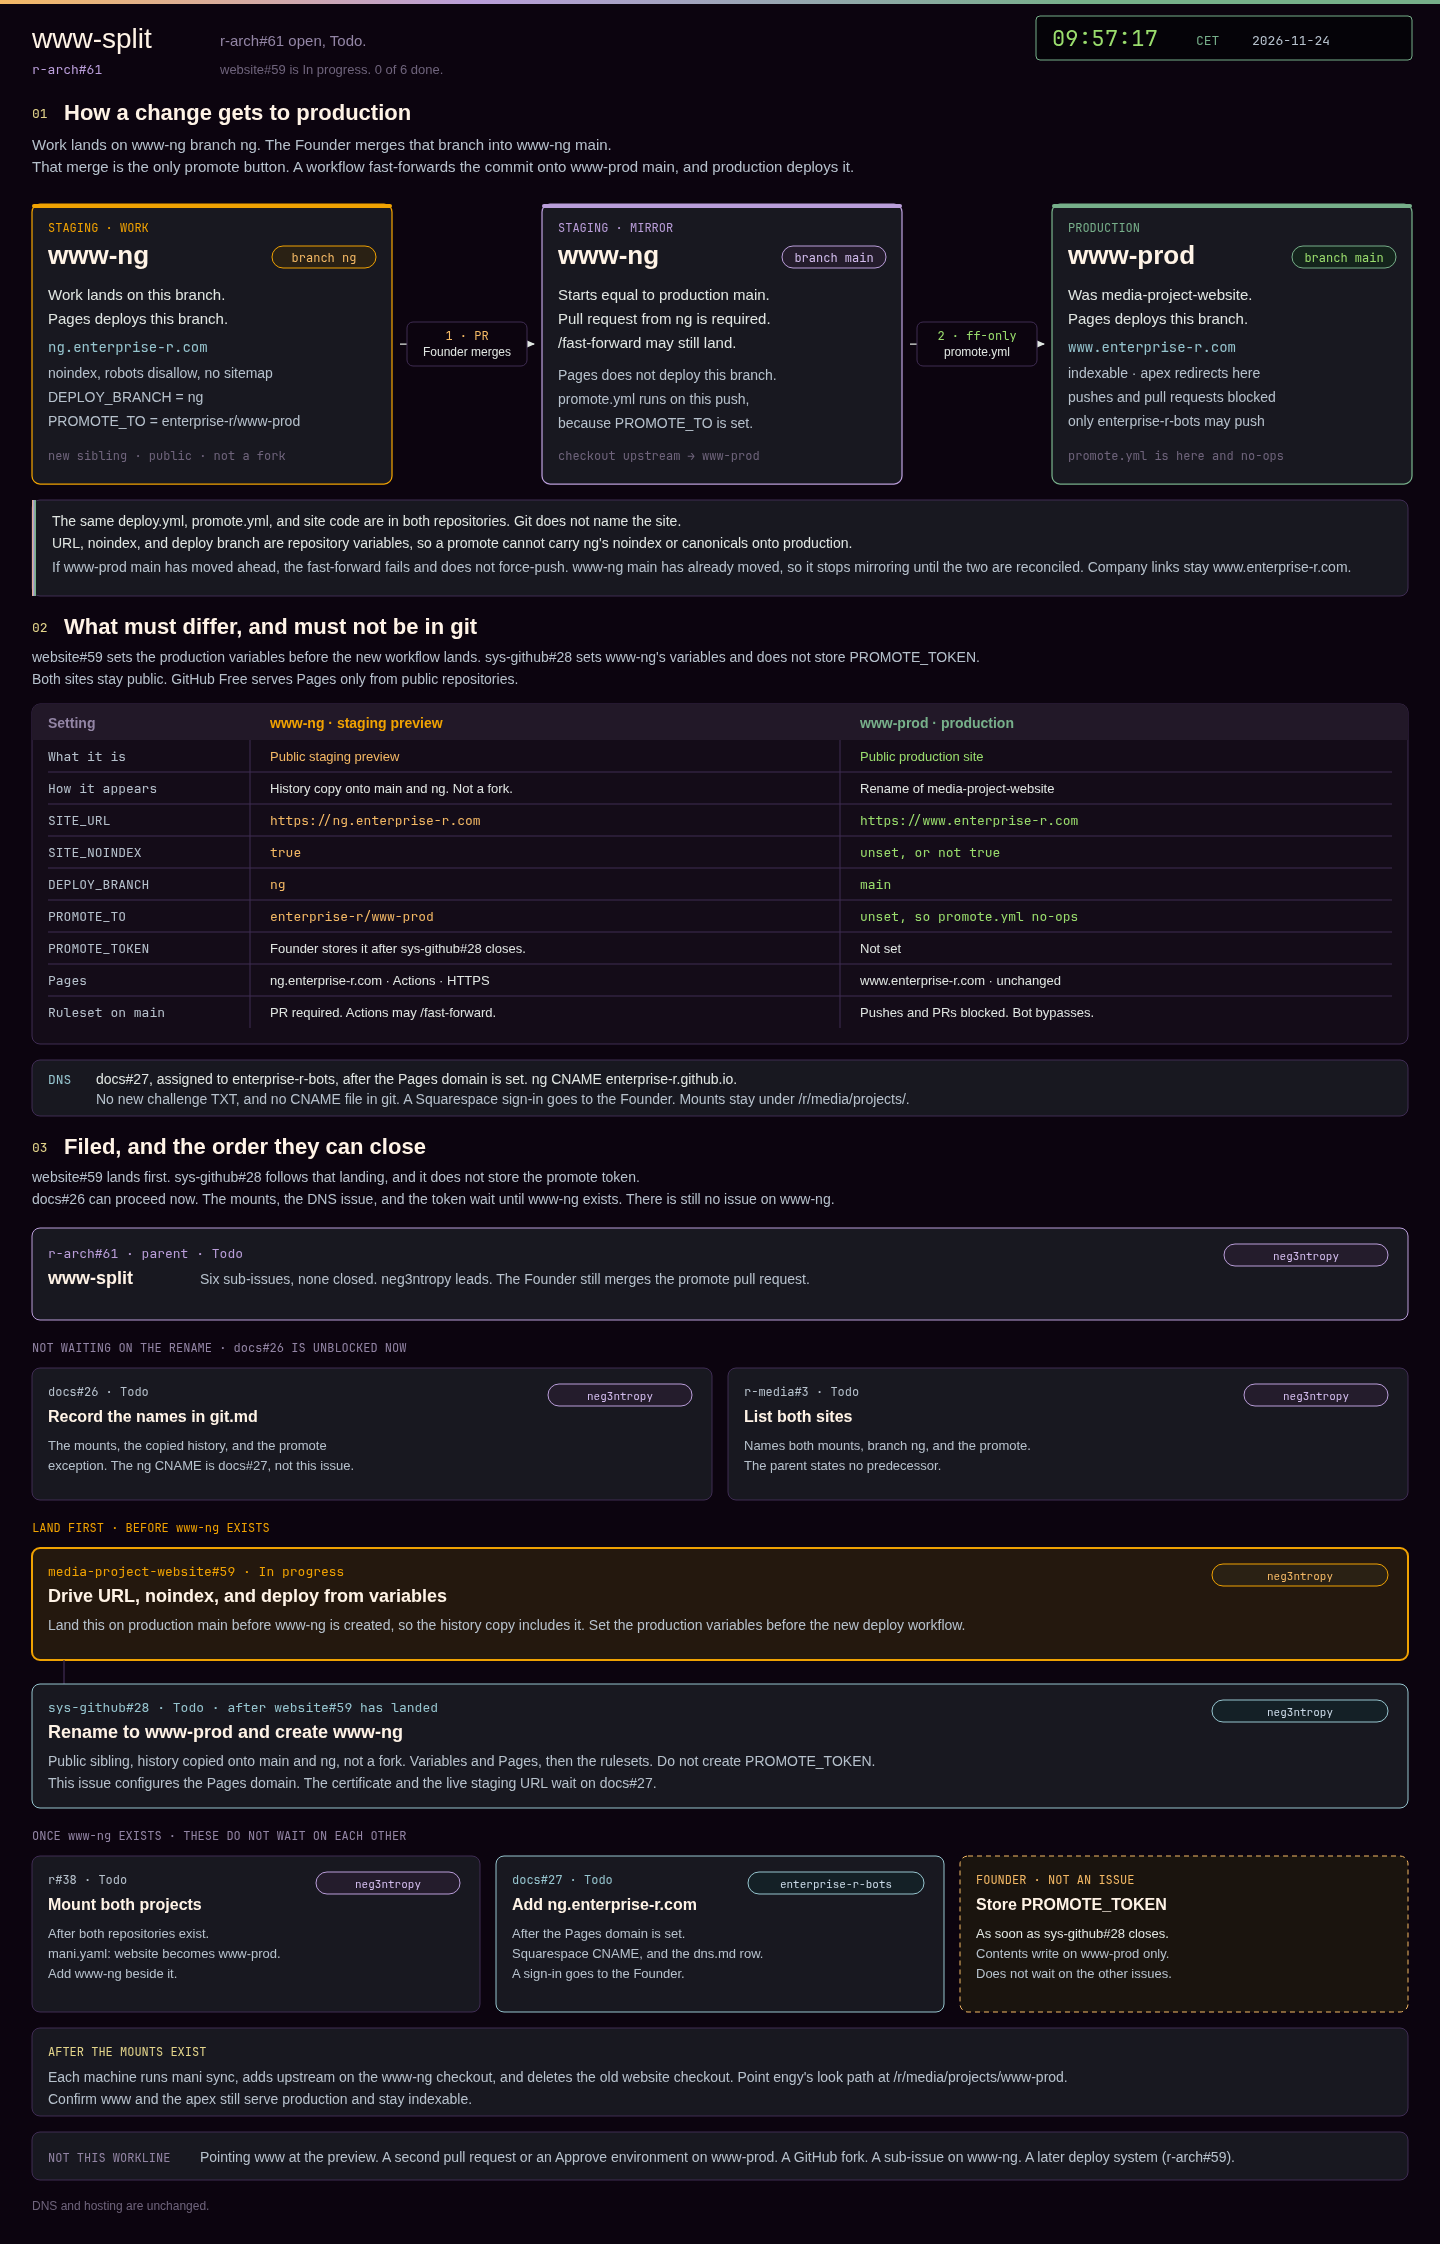 www-split
r-arch#61 open, Todo.
09:57:17 CET 2026-11-24
r-arch#61
website#59 is In progress. 0 of 6 done.
01 How a change gets to production
Work lands on www-ng branch ng. The Founder merges that branch into www-ng main.
That merge is the only promote button. A workflow fast-forwards the commit onto www-prod main, and production deploys it.
STAGING · WORK
www-ng
branch ng
Work lands on this branch.
Pages deploys this branch.
ng.enterprise-r.com
noindex, robots disallow, no sitemap
DEPLOY_BRANCH = ng
PROMOTE_TO = enterprise-r/www-prod
new sibling · public · not a fork
1 · PR
Founder merges
STAGING · MIRROR
www-ng
branch main
Starts equal to production main.
Pull request from ng is required.
/fast-forward may still land.
Pages does not deploy this branch.
promote.yml runs on this push,
because PROMOTE_TO is set.
checkout upstream → www-prod
2 · ff-only
promote.yml
PRODUCTION
www-prod
branch main
Was media-project-website.
Pages deploys this branch.
www.enterprise-r.com
indexable · apex redirects here
pushes and pull requests blocked
only enterprise-r-bots may push
promote.yml is here and no-ops
The same deploy.yml, promote.yml, and site code are in both repositories. Git does not name the site.
URL, noindex, and deploy branch are repository variables, so a promote cannot carry ng's noindex or canonicals onto production.
If www-prod main has moved ahead, the fast-forward fails and does not force-push. www-ng main has already moved, so it stops mirroring until the two are reconciled. Company links stay www.enterprise-r.com.
02 What must differ, and must not be in git
website#59 sets the production variables before the new workflow lands. sys-github#28 sets www-ng's variables and does not store PROMOTE_TOKEN.
Both sites stay public. GitHub Free serves Pages only from public repositories.
Setting www-ng · staging preview www-prod · production
What it is Public staging preview Public production site
How it appears History copy onto main and ng. Not a fork. Rename of media-project-website
SITE_URL https://ng.enterprise-r.com https://www.enterprise-r.com
SITE_NOINDEX true unset, or not true
DEPLOY_BRANCH ng main
PROMOTE_TO enterprise-r/www-prod unset, so promote.yml no-ops
PROMOTE_TOKEN Founder stores it after sys-github#28 closes. Not set
Pages ng.enterprise-r.com · Actions · HTTPS www.enterprise-r.com · unchanged
Ruleset on main PR required. Actions may /fast-forward. Pushes and PRs blocked. Bot bypasses.
DNS docs#27, assigned to enterprise-r-bots, after the Pages domain is set. ng CNAME enterprise-r.github.io.
No new challenge TXT, and no CNAME file in git. A Squarespace sign-in goes to the Founder. Mounts stay under /r/media/projects/.
03 Filed, and the order they can close
website#59 lands first. sys-github#28 follows that landing, and it does not store the promote token.
docs#26 can proceed now. The mounts, the DNS issue, and the token wait until www-ng exists. There is still no issue on www-ng.
r-arch#61 · parent · Todo
neg3ntropy
www-split Six sub-issues, none closed. neg3ntropy leads. The Founder still merges the promote pull request.
NOT WAITING ON THE RENAME · docs#26 IS UNBLOCKED NOW
docs#26 · Todo
neg3ntropy
Record the names in git.md
The mounts, the copied history, and the promote
exception. The ng CNAME is docs#27, not this issue.
r-media#3 · Todo
neg3ntropy
List both sites
Names both mounts, branch ng, and the promote.
The parent states no predecessor.
LAND FIRST · BEFORE www-ng EXISTS
media-project-website#59 · In progress
neg3ntropy
Drive URL, noindex, and deploy from variables
Land this on production main before www-ng is created, so the history copy includes it. Set the production variables before the new deploy workflow.
sys-github#28 · Todo · after website#59 has landed
neg3ntropy
Rename to www-prod and create www-ng
Public sibling, history copied onto main and ng, not a fork. Variables and Pages, then the rulesets. Do not create PROMOTE_TOKEN.
This issue configures the Pages domain. The certificate and the live staging URL wait on docs#27.
ONCE www-ng EXISTS · THESE DO NOT WAIT ON EACH OTHER
r#38 · Todo
neg3ntropy
Mount both projects
After both repositories exist.
mani.yaml: website becomes www-prod.
Add www-ng beside it.
docs#27 · Todo
enterprise-r-bots
Add ng.enterprise-r.com
After the Pages domain is set.
Squarespace CNAME, and the dns.md row.
A sign-in goes to the Founder.
FOUNDER · NOT AN ISSUE
Store PROMOTE_TOKEN
As soon as sys-github#28 closes.
Contents write on www-prod only.
Does not wait on the other issues.
AFTER THE MOUNTS EXIST
Each machine runs mani sync, adds upstream on the www-ng checkout, and deletes the old website checkout. Point engy's look path at /r/media/projects/www-prod.
Confirm www and the apex still serve production and stay indexable.
NOT THIS WORKLINE Pointing www at the preview. A second pull request or an Approve environment on www-prod. A GitHub fork. A sub-issue on www-ng. A later deploy system (r-arch#59).
DNS and hosting are unchanged.